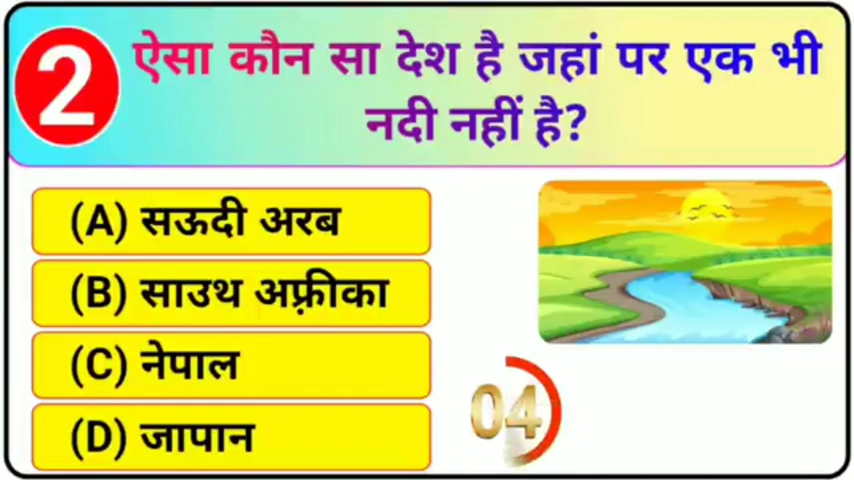 2
ऐसा कौन सा देश है जहां पर एक भी
नदी नहीं है?
(A) सऊदी अरब
(B) साउथ अफ़्रीका
(C) नेपाल
(D) जापान
04